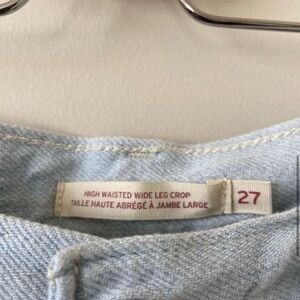 HIGH WAISTED WIDE LEG CROP
TAILLE HAUTE ABRÉGÉ À JAMBE LARGE
27